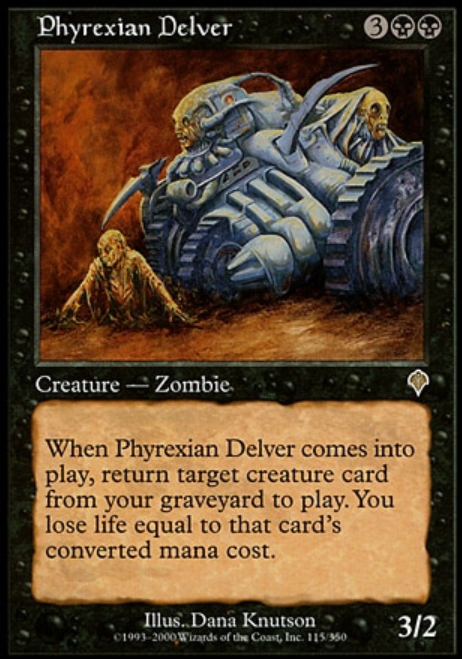 Phyrexian Delver 3
Creature — Zombie
When Phyrexian Delver comes into
play, return target creature card
from your graveyard to play. You
lose life equal to that card's
converted mana cost.
Illus. Dana Knutson
©1993–2000 Wizards of the Coast, Inc. 115/350
3/2